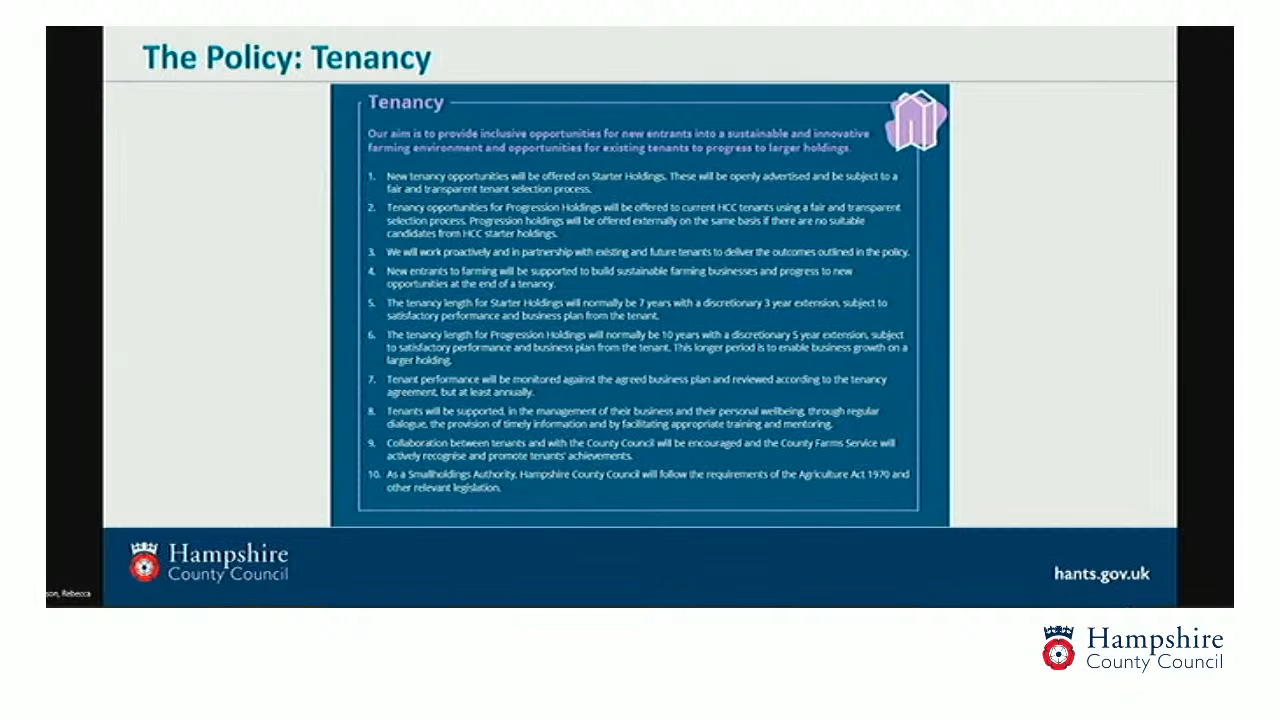 The Policy: Tenancy
Tenancy
Our aim is to provide inclusive opportunities for new entrants into a sustainable and innovative
farming environment and opportunities for existing tenants to progress to larger holdings.
1. New tenancy opportunities will be offered on Starter Holdings. These will be openly advertised and be subject to a
fair and transparent tenant selection process.
2. Tenancy opportunities for Progression Holdings will be offered to current HCC tenants using a fair and transparent
selection process. Progression holdings will be offered externally on the same basis if there are no suitable
candidates from HCC starter holdings.
3. We will work proactively and in partnership with existing and future tenants to deliver the outcomes outlined in the policy.
4. New entrants to farming will be supported to build sustainable farming businesses and progress to new
opportunities at the end of a tenancy.
5. The tenancy length for Starter Holdings will normally be 7 years with a discretionary 3 year extension, subject to
satisfactory performance and business plan from the tenant.
6. The tenancy length for Progression Holdings will normally be 10 years with a discretionary 5 year extension, subject
to satisfactory performance and business plan from the tenant. This longer period is to enable business growth on a
larger holding.
7. Tenant performance will be monitored against the agreed business plan and reviewed according to the tenancy
agreement, but at least annually.
8. Tenants will be supported, in the management of their business and their personal wellbeing, through regular
dialogue, the provision of timely information and by facilitating appropriate training and mentoring.
9. Collaboration between tenants and with the County Council will be encouraged and the County Farms Service will
actively recognise and promote tenants' achievements.
10. As a Smallholdings Authority, Hampshire County Council will follow the requirements of the Agriculture Act 1970 and
other relevant legislation.
Hampshire
County Council
hants.gov.uk
son, Rebecca
Hampshire
County Council